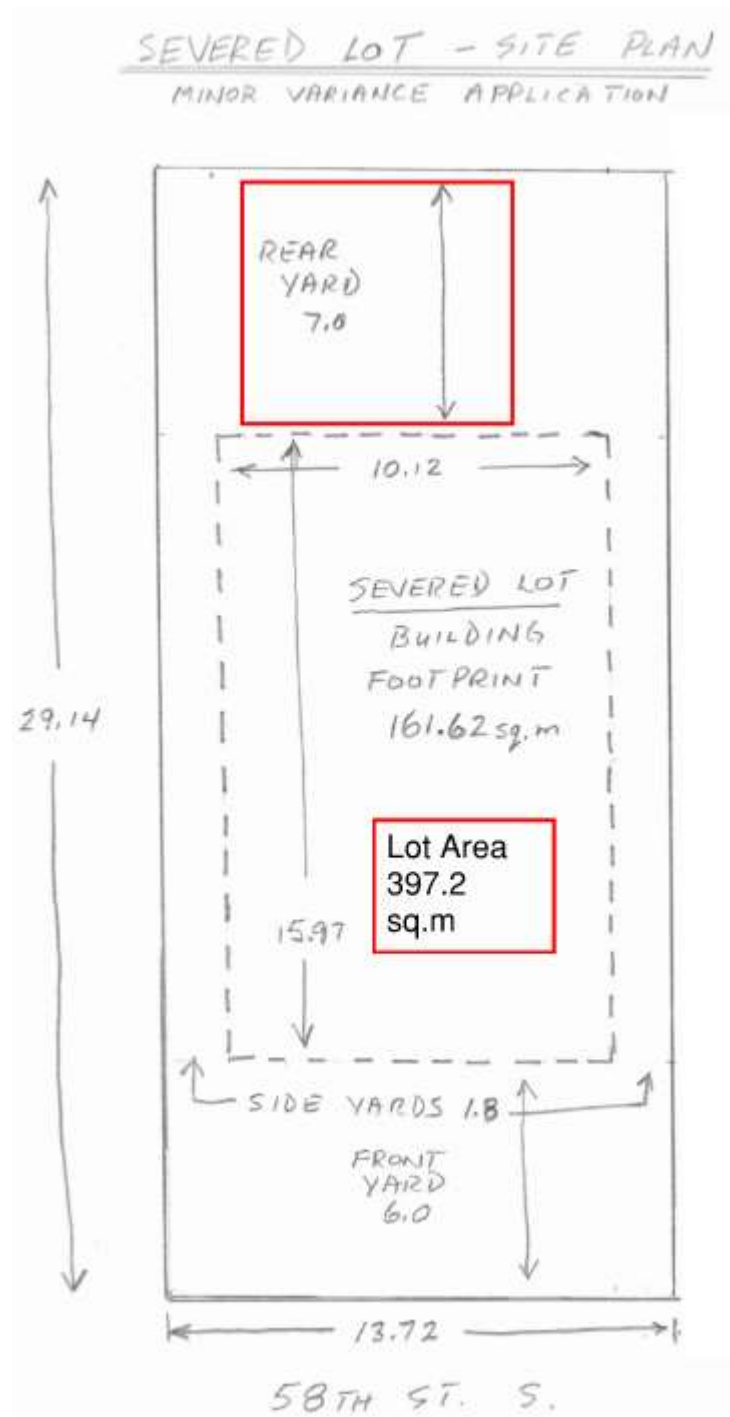 SEVERED LOT - SITE PLAN
MINOR VARIANCE APPLICATION
REAR
YARD
7.0
10.12
SEVERED LOT
BUILDING
FOOTPRINT
161.62 sq.m
29.14
Lot Area
397.2
sq.m
15.97
SIDE YARDS 1.8
FRONT
YARD
6.0
13.72
58TH ST. S.